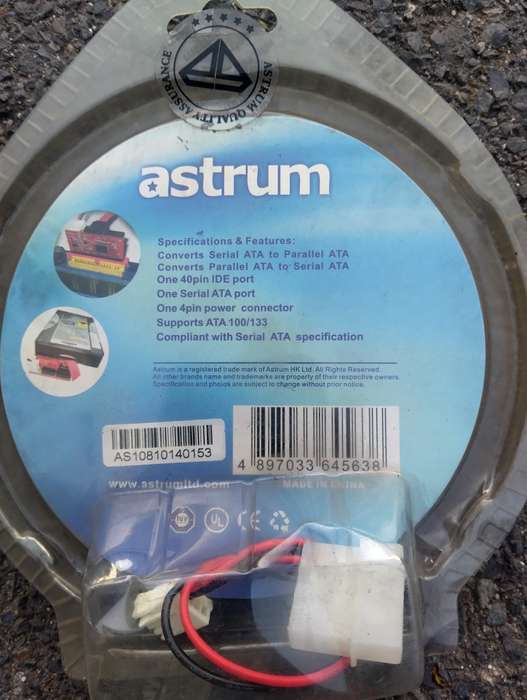 ASTRUM QUALITY ASSURANCE
astrum
Specifications & Features:
Converts Serial ATA to Parallel ATA
Converts Parallel ATA to Serial ATA
One 40pin IDE port
One Serial ATA port
One 4pin power connector
Supports ATA 100/133
Compliant with Serial ATA specification
Astrum is a registered trade mark of Astrum HK Ltd. All Rights Reserved.
All other brands name and trademarks are property of their respective owners.
Specification and photos are subject to change without prior notice.
AS10810140153
4 897033 645638
www.astrumltd.com
MADE IN CHINA
UL
CE